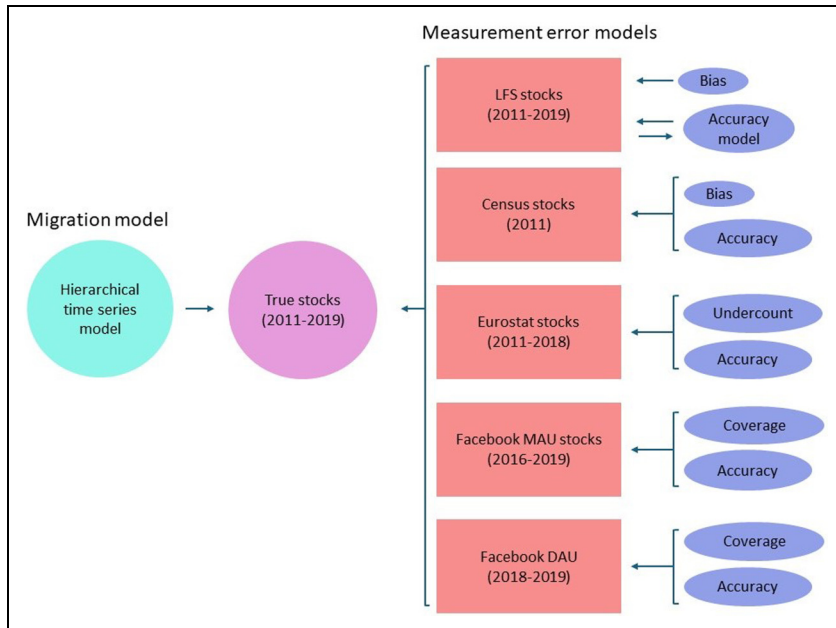 Measurement error models
LFS stocks
(2011-2019)
Bias
Accuracy
model
Census stocks
(2011)
Bias
Accuracy
Migration model
Hierarchical
time series
model
True stocks
(2011-2019)
Eurostat stocks
(2011-2018)
Undercount
Accuracy
Facebook MAU stocks
(2016-2019)
Coverage
Accuracy
Facebook DAU
(2018-2019)
Coverage
Accuracy